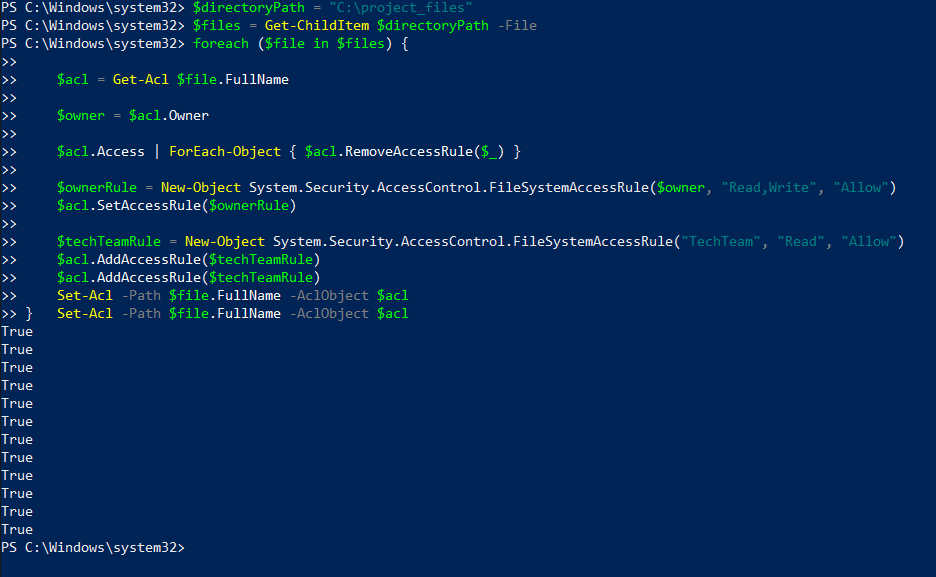 PS C:\Windows\system32> $directoryPath = "C:\project_files"
PS C:\Windows\system32> $files = Get-ChildItem $directoryPath -File
PS C:\Windows\system32> foreach ($file in $files) {
>>
>>     $acl = Get-Acl $file.FullName
>>
>>     $owner = $acl.Owner
>>
>>     $acl.Access | ForEach-Object { $acl.RemoveAccessRule($_) }
>>
>>     $ownerRule = New-Object System.Security.AccessControl.FileSystemAccessRule($owner, "Read,Write", "Allow")
>>     $acl.SetAccessRule($ownerRule)
>>
>>     $techTeamRule = New-Object System.Security.AccessControl.FileSystemAccessRule("TechTeam", "Read", "Allow")
>>     $acl.AddAccessRule($techTeamRule)
>>     $acl.AddAccessRule($techTeamRule)
>>     Set-Acl -Path $file.FullName -AclObject $acl
>> }   Set-Acl -Path $file.FullName -AclObject $acl
True
True
True
True
True
True
True
True
True
True
True
True
PS C:\Windows\system32>